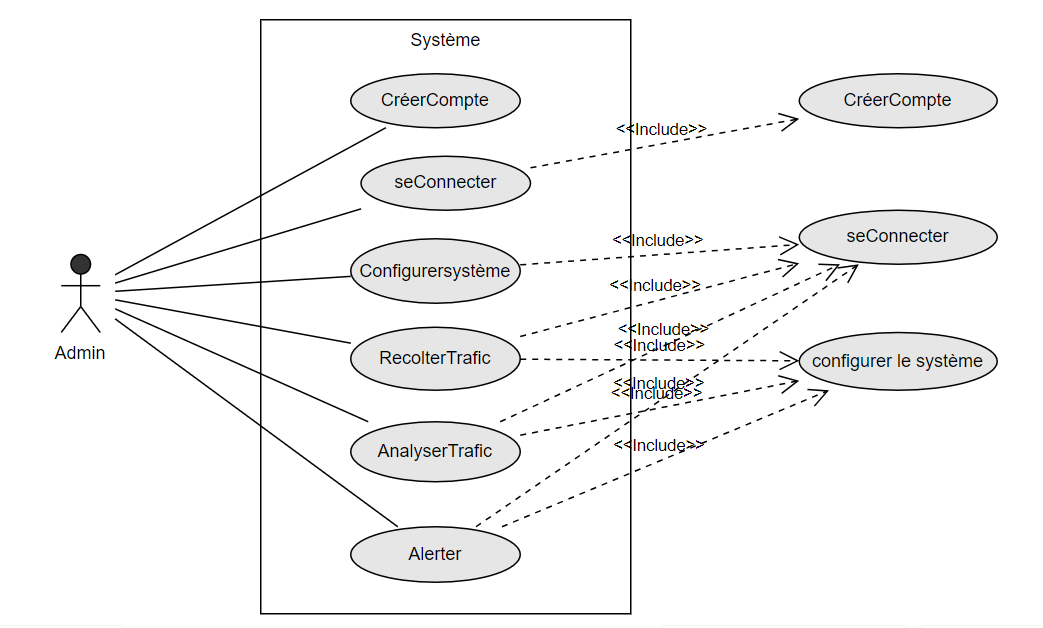 Système
CréerCompte
CréerCompte
<<Include>>
seConnecter
seConnecter
<<Include>>
Configurersystème
<<Include>>
<<Include>>
<<Include>>
Admin
RecolterTrafic
configurer le système
<<Include>>
<<Include>>
AnalyserTrafic
<<Include>>
Alerter